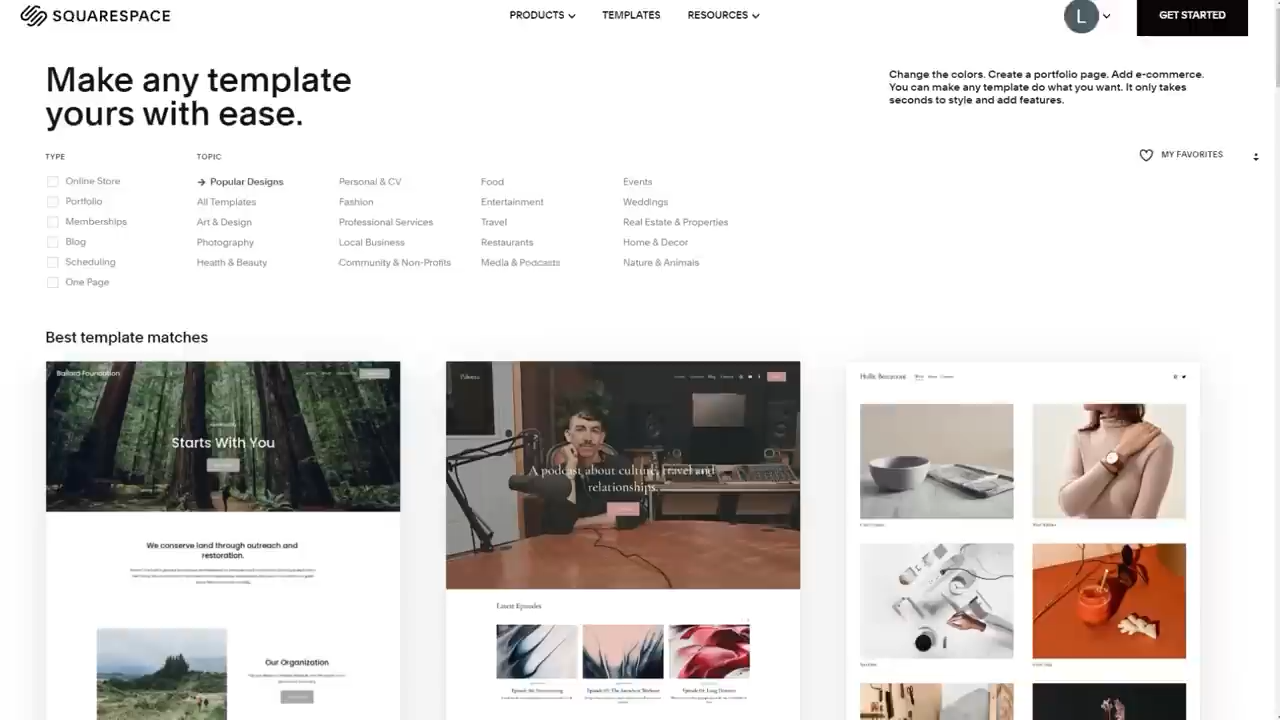 SQUARESPACE
PRODUCTS
TEMPLATES
RESOURCES
L
GET STARTED
Make any template
yours with ease.
Change the colors. Create a portfolio page. Add e-commerce.
You can make any template do what you want. It only takes
seconds to style and add features.
MY FAVORITES
TYPE
Online Store
Portfolio
Memberships
Blog
Scheduling
One Page
TOPIC
Popular Designs
All Templates
Art & Design
Photography
Health & Beauty
Personal & CV
Fashion
Professional Services
Local Business
Community & Non-Profits
Food
Entertainment
Travel
Restaurants
Media & Podcasts
Events
Weddings
Real Estate & Properties
Home & Decor
Nature & Animals
Best template matches
Ballard Foundation
Starts With You
We conserve land through outreach and
restoration.
Our Organization
A podcast about culture, travel and
relationships.
Latest Episodes